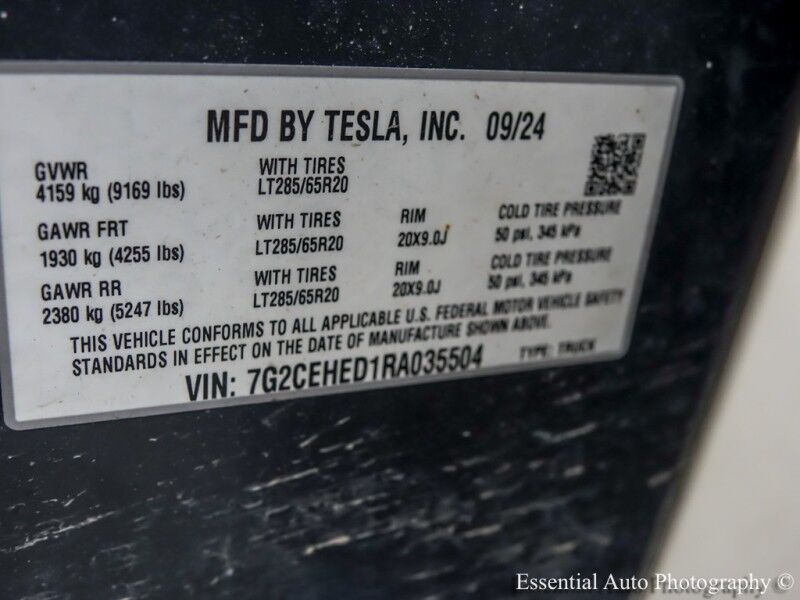 MFD BY TESLA, INC. 09/24
GVWR WITH TIRES
4159 kg (9169 lbs) LT285/65R20
GAWR FRT WITH TIRES RIM COLD TIRE PRESSURE
1930 kg (4255 lbs) LT285/65R20 20X9.0J 50 psi, 345 kPa
GAWR RR WITH TIRES RIM COLD TIRE PRESSURE
2380 kg (5247 lbs) LT285/65R20 20X9.0J 50 psi, 345 kPa
THIS VEHICLE CONFORMS TO ALL APPLICABLE U.S. FEDERAL MOTOR VEHICLE SAFETY
STANDARDS IN EFFECT ON THE DATE OF MANUFACTURE SHOWN ABOVE.
VIN: 7G2CEHED1RA035504 TYPE: TRUCK
Essential Auto Photography ©